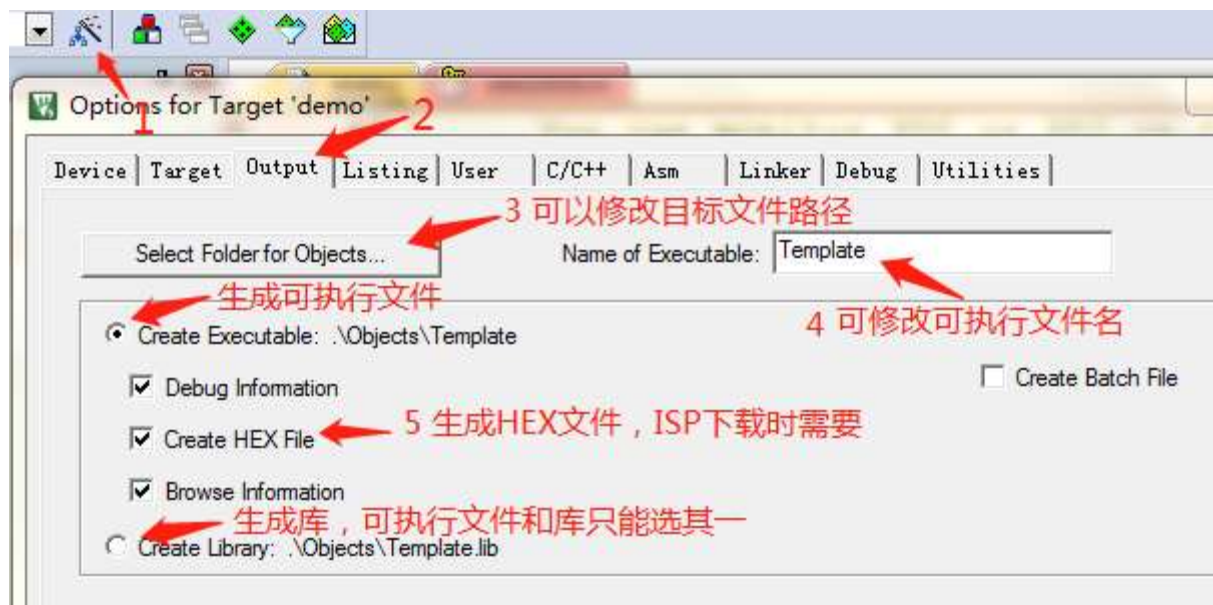 1
Options for Target 'demo'
2
Device Target Output Listing User C/C++ Asm Linker Debug Utilities
3 可以修改目标文件路径
Select Folder for Objects... Name of Executable: Template
生成可执行文件
4 可修改可执行文件名
Create Executable: .\Objects\Template
Debug Information Create Batch File
5 生成HEX文件，ISP下载时需要
Create HEX File
Browse Information
生成库，可执行文件和库只能选其一
Create Library: .\Objects\Template.lib